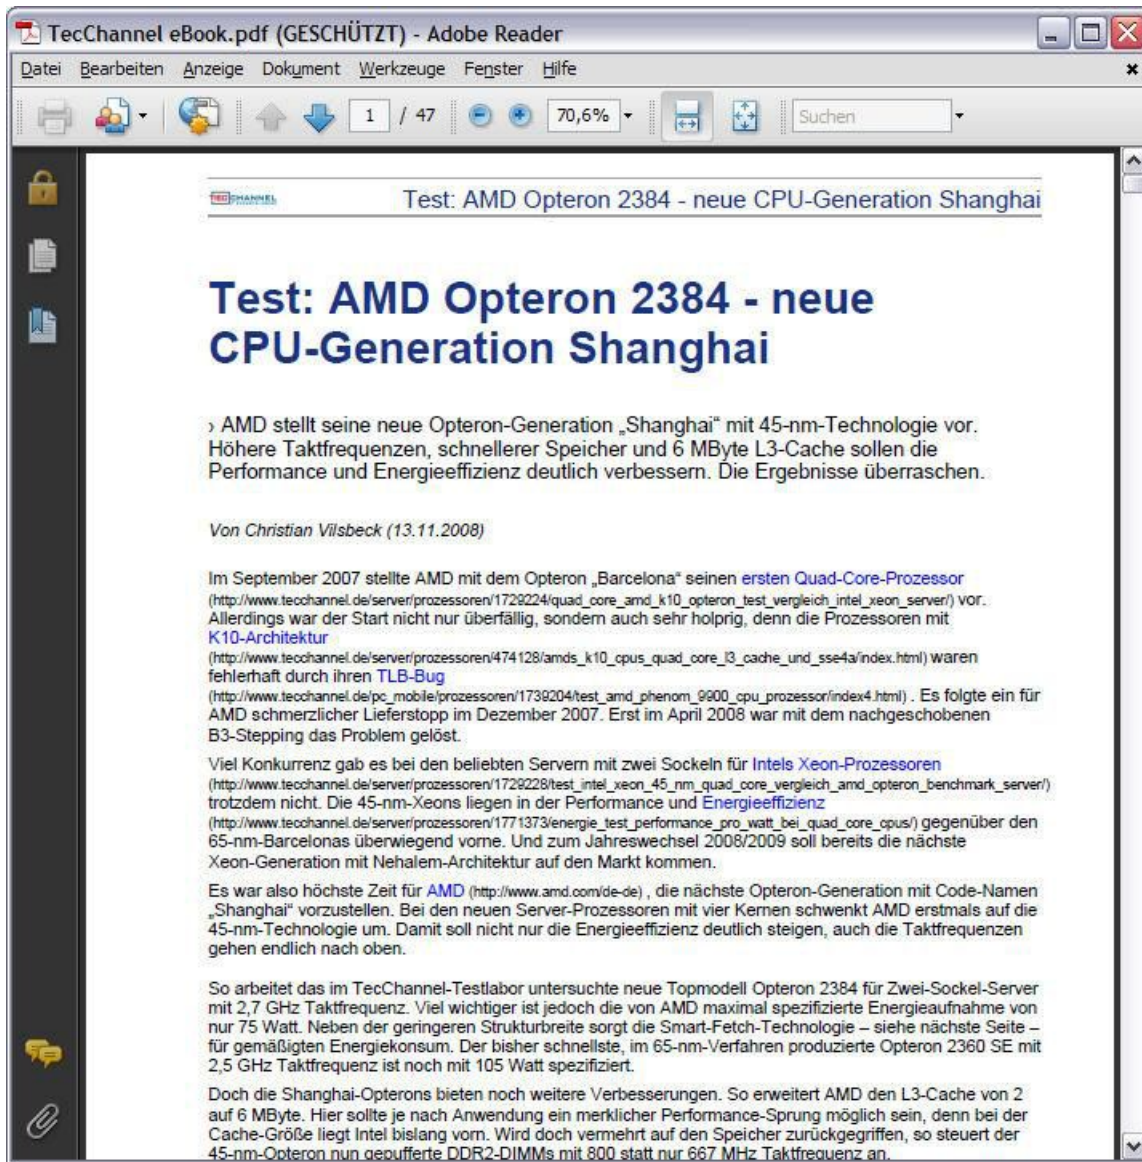 TecChannel eBook.pdf (GESCHÜTZT) - Adobe Reader
Datei Bearbeiten Anzeige Dokument Werkzeuge Fenster Hilfe
1 / 47 70,6% Suchen
TEC CHANNEL Test: AMD Opteron 2384 - neue CPU-Generation Shanghai
Test: AMD Opteron 2384 - neue
CPU-Generation Shanghai
› AMD stellt seine neue Opteron-Generation „Shanghai“ mit 45-nm-Technologie vor.
Höhere Taktfrequenzen, schnellerer Speicher und 6 MByte L3-Cache sollen die
Performance und Energieeffizienz deutlich verbessern. Die Ergebnisse überraschen.
Von Christian Vilsbeck (13.11.2008)
Im September 2007 stellte AMD mit dem Opteron „Barcelona“ seinen ersten Quad-Core-Prozessor
(http://www.tecchannel.de/server/prozessoren/1729224/quad_core_amd_k10_opteron_test_vergleich_intel_xeon_server/) vor.
Allerdings war der Start nicht nur überfällig, sondern auch sehr holprig, denn die Prozessoren mit
K10-Architektur
(http://www.tecchannel.de/server/prozessoren/474128/amds_k10_cpus_quad_core_l3_cache_und_sse4a/index.html) waren
fehlerhaft durch ihren TLB-Bug
(http://www.tecchannel.de/pc_mobile/prozessoren/1739204/test_amd_phenom_9900_cpu_prozessor/index4.html) . Es folgte ein für
AMD schmerzlicher Lieferstopp im Dezember 2007. Erst im April 2008 war mit dem nachgeschobenen
B3-Stepping das Problem gelöst.
Viel Konkurrenz gab es bei den beliebten Servern mit zwei Sockeln für Intels Xeon-Prozessoren
(http://www.tecchannel.de/server/prozessoren/1729228/test_intel_xeon_45_nm_quad_core_vergleich_amd_opteron_benchmark_server/)
trotzdem nicht. Die 45-nm-Xeons liegen in der Performance und Energieeffizienz
(http://www.tecchannel.de/server/prozessoren/1771373/energie_test_performance_pro_watt_bei_quad_core_cpus/) gegenüber den
65-nm-Barcelonas überwiegend vorne. Und zum Jahreswechsel 2008/2009 soll bereits die nächste
Xeon-Generation mit Nehalem-Architektur auf den Markt kommen.
Es war also höchste Zeit für AMD (http://www.amd.com/de-de) , die nächste Opteron-Generation mit Code-Namen
„Shanghai“ vorzustellen. Bei den neuen Server-Prozessoren mit vier Kernen schwenkt AMD erstmals auf die
45-nm-Technologie um. Damit soll nicht nur die Energieeffizienz deutlich steigen, auch die Taktfrequenzen
gehen endlich nach oben.
So arbeitet das im TecChannel-Testlabor untersuchte neue Topmodell Opteron 2384 für Zwei-Sockel-Server
mit 2,7 GHz Taktfrequenz. Viel wichtiger ist jedoch die von AMD maximal spezifizierte Energieaufnahme von
nur 75 Watt. Neben der geringeren Strukturbreite sorgt die Smart-Fetch-Technologie – siehe nächste Seite –
für gemäßigten Energiekonsum. Der bisher schnellste, im 65-nm-Verfahren produzierte Opteron 2360 SE mit
2,5 GHz Taktfrequenz ist noch mit 105 Watt spezifiziert.
Doch die Shanghai-Opterons bieten noch weitere Verbesserungen. So erweitert AMD den L3-Cache von 2
auf 6 MByte. Hier sollte je nach Anwendung ein merklicher Performance-Sprung möglich sein, denn bei der
Cache-Größe liegt Intel bislang vorn. Wird doch vermehrt auf den Speicher zurückgegriffen, so steuert der
45-nm-Opteron nun gepufferte DDR2-DIMMs mit 800 statt nur 667 MHz Taktfrequenz an.